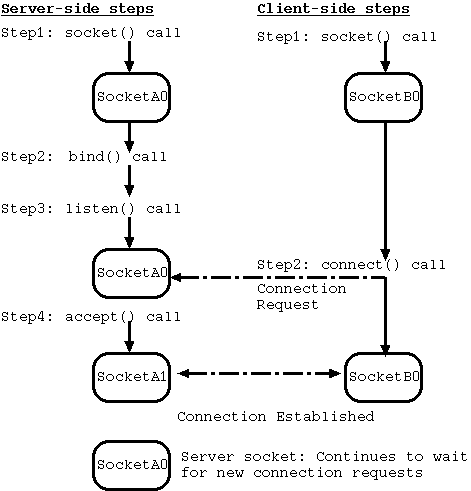 Server-side steps
Client-side steps
Step1: socket() call
Step1: socket() call
SocketA0
SocketB0
Step2: bind() call
Step3: listen() call
SocketA0
Step2: connect() call
Connection
Request
Step4: accept() call
SocketA1
SocketB0
Connection Established
SocketA0
Server socket: Continues to wait
for new connection requests